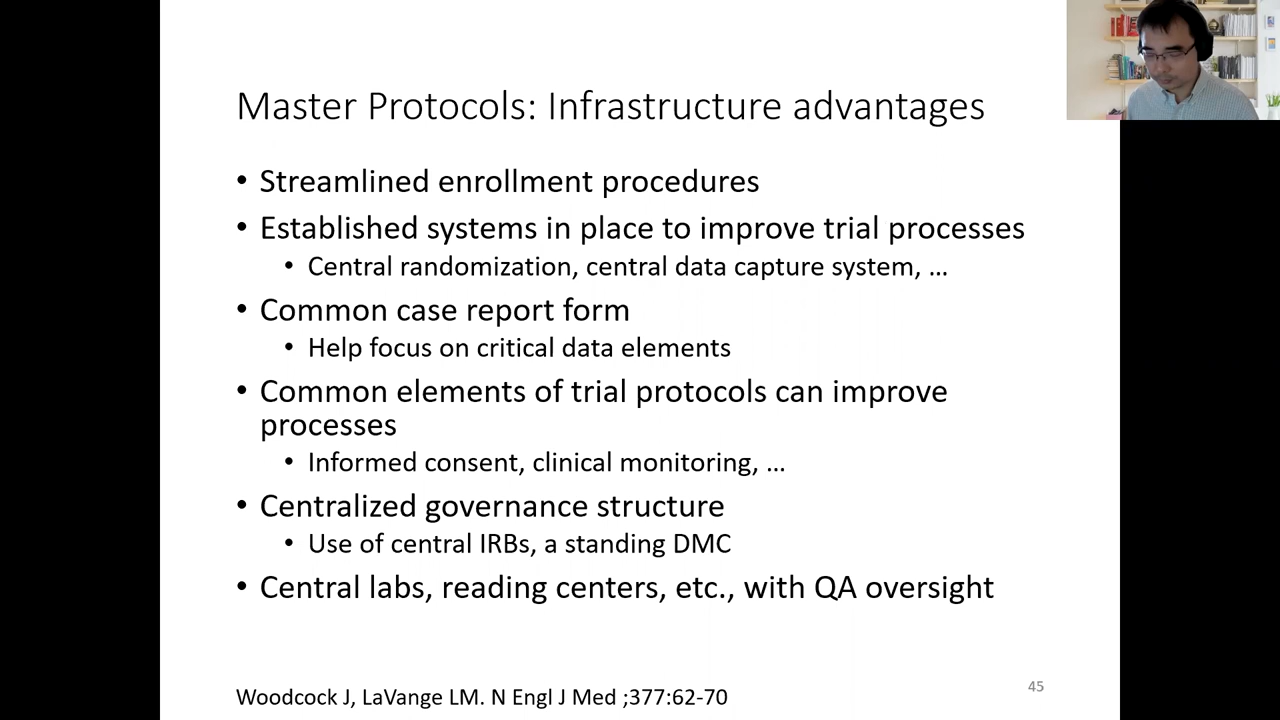 Master Protocols: Infrastructure advantages
• Streamlined enrollment procedures
• Established systems in place to improve trial processes
• Central randomization, central data capture system, …
• Common case report form
• Help focus on critical data elements
• Common elements of trial protocols can improve
processes
• Informed consent, clinical monitoring, …
• Centralized governance structure
• Use of central IRBs, a standing DMC
• Central labs, reading centers, etc., with QA oversight
Woodcock J, LaVange LM. N Engl J Med ;377:62-70
45